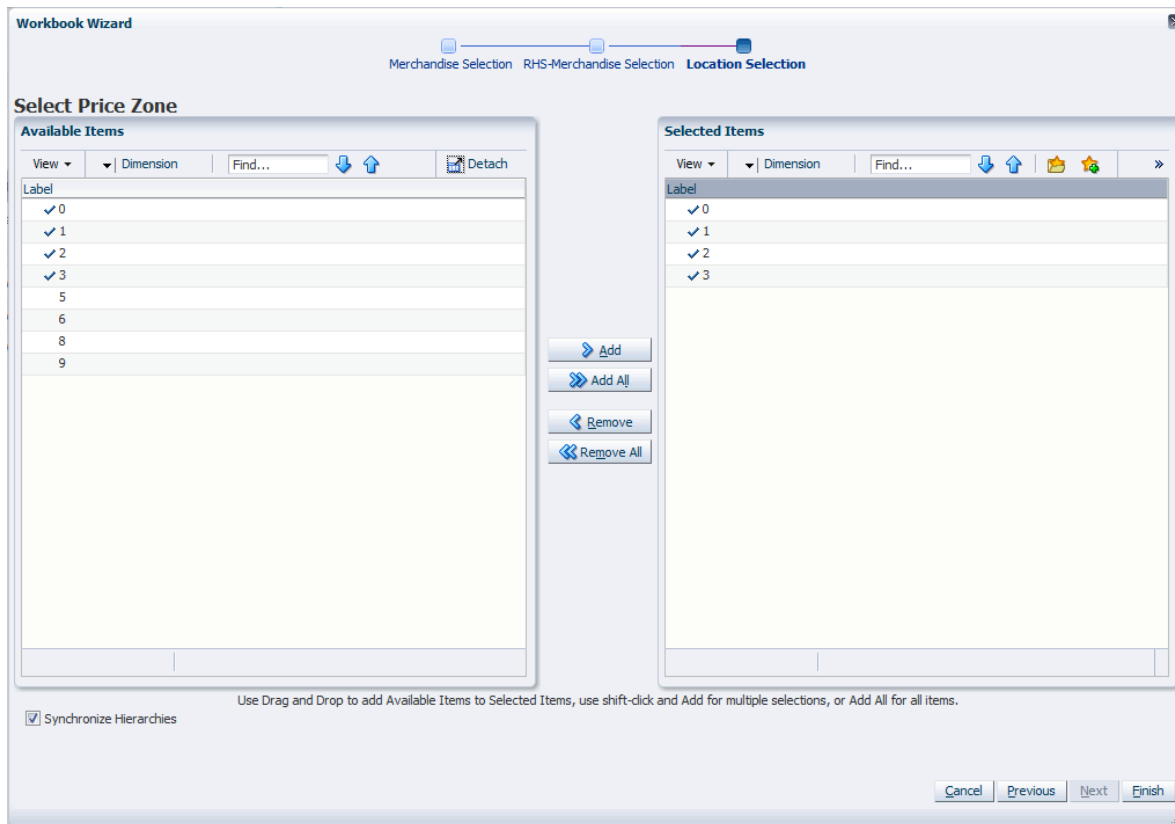 Workbook Wizard
Merchandise Selection RHS-Merchandise Selection Location Selection
Select Price Zone
Available Items
View Dimension Find... Detach
Label
0
1
2
3
5
6
8
9
Add
Add All
Remove
Remove All
Selected Items
View Dimension Find... »
Label
0
1
2
3
Use Drag and Drop to add Available Items to Selected Items, use shift-click and Add for multiple selections, or Add All for all items.
Synchronize Hierarchies
Cancel Previous Next Finish